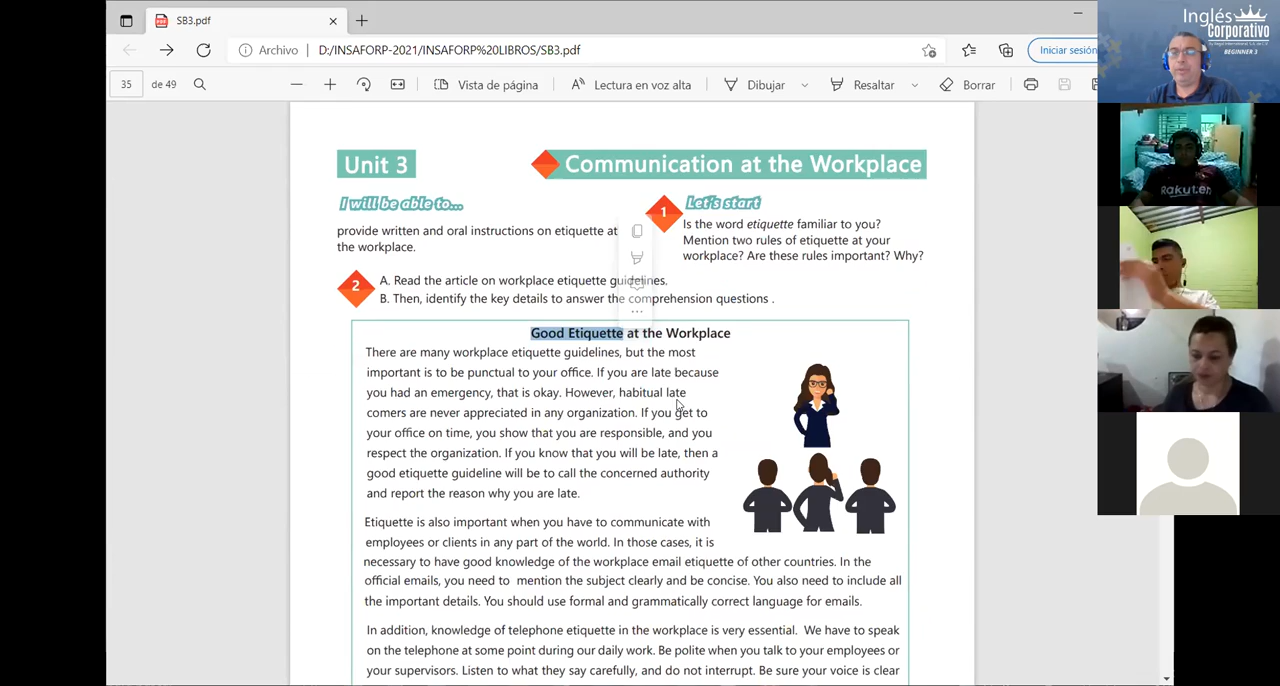 SB3.pdf
Archivo
D:/INSAFORP-2021/INSAFORP%20LIBROS/SB3.pdf
Iniciar sesión
35
de 49
Vista de página
Lectura en voz alta
Dibujar
Resaltar
Borrar
Inglés
Corporativo
BEGINNER 3
Rakuten
Unit 3
Communication at the Workplace
I will be able to...
provide written and oral instructions on etiquette at
the workplace.
1
Let's start
Is the word etiquette familiar to you?
Mention two rules of etiquette at your
workplace? Are these rules important? Why?
2
A. Read the article on workplace etiquette guidelines.
B. Then, identify the key details to answer the comprehension questions .
Good Etiquette at the Workplace
There are many workplace etiquette guidelines, but the most
important is to be punctual to your office. If you are late because
you had an emergency, that is okay. However, habitual late
comers are never appreciated in any organization. If you get to
your office on time, you show that you are responsible, and you
respect the organization. If you know that you will be late, then a
good etiquette guideline will be to call the concerned authority
and report the reason why you are late.
Etiquette is also important when you have to communicate with
employees or clients in any part of the world. In those cases, it is
necessary to have good knowledge of the workplace email etiquette of other countries. In the
official emails, you need to mention the subject clearly and be concise. You also need to include all
the important details. You should use formal and grammatically correct language for emails.
In addition, knowledge of telephone etiquette in the workplace is very essential. We have to speak
on the telephone at some point during our daily work. Be polite when you talk to your employees or
your supervisors. Listen to what they say carefully, and do not interrupt. Be sure your voice is clear